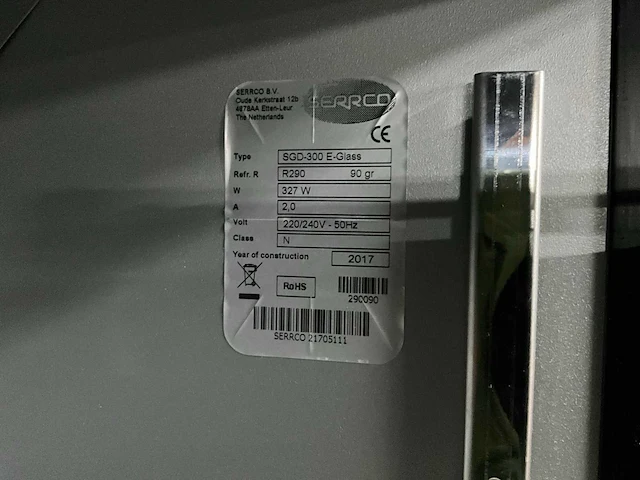 SERRCO B.V.
Oude Kerkstraat 12b
4878AA Etten-Leur
The Netherlands
SERRCO
CE
Type SGD-300 E-Glass
Refr. R R290 90 gr
W 327 W
A 2,0
Volt 220/240V - 50Hz
Class N
Year of construction 2017
RoHS
290090
SERRCO 21705111